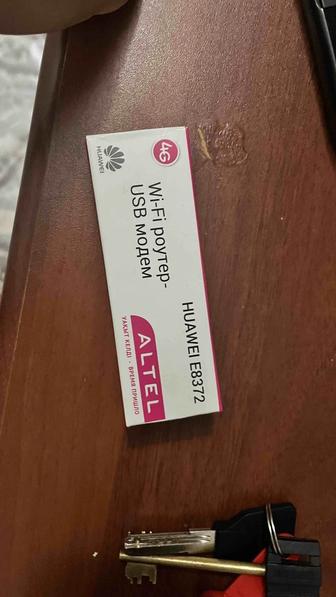 HUAWEI
4G
Wi-Fi роутер-
USB модем
HUAWEI E8372
ALTEL
УАҚЫТ КЕЛДІ - ВРЕМЯ ПРИШЛО